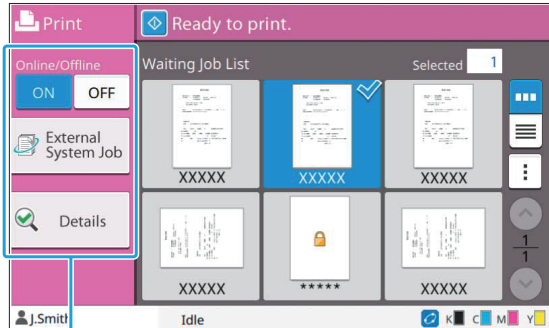 Print
Ready to print.
Online/Offline
ON OFF
External
System Job
Details
Waiting Job List
Selected 1
XXXXX XXXXX XXXXX
XXXXX ***** XXXXX
1
1
J.Smith
Idle
K C M Y